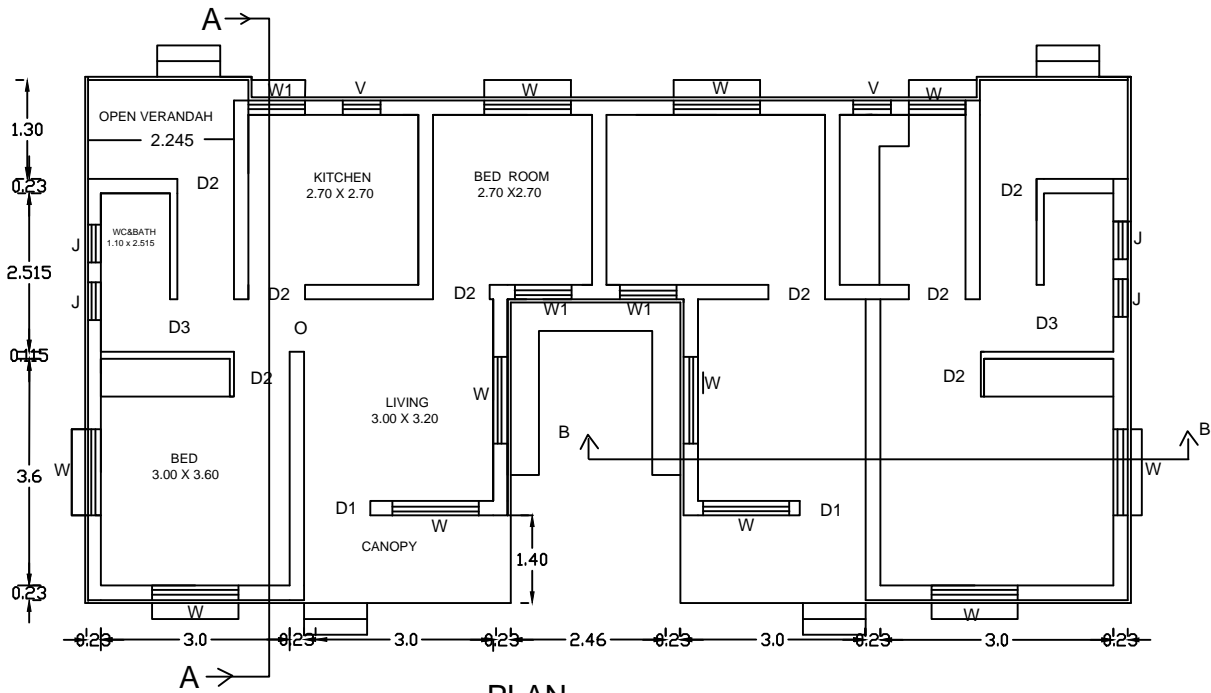 A
W1
V
W
W
V
W
OPEN VERANDAH
2.245
1.30
KITCHEN
2.70 X 2.70
BED ROOM
2.70 X2.70
D2
D2
0.23
WC&BATH
1.10 x 2.515
J
J
2.515
J
J
D2
D2
D2
D2
W1
W1
D3
O
D3
0.115
D2
D2
W
W
LIVING
3.00 X 3.20
B
B
BED
3.00 X 3.60
W
W
3.6
D1
D1
W
W
CANOPY
1.40
0.23
W
W
0.23
3.0
0.23
3.0
0.23
2.46
0.23
3.0
0.23
3.0
0.23
A
PLAN